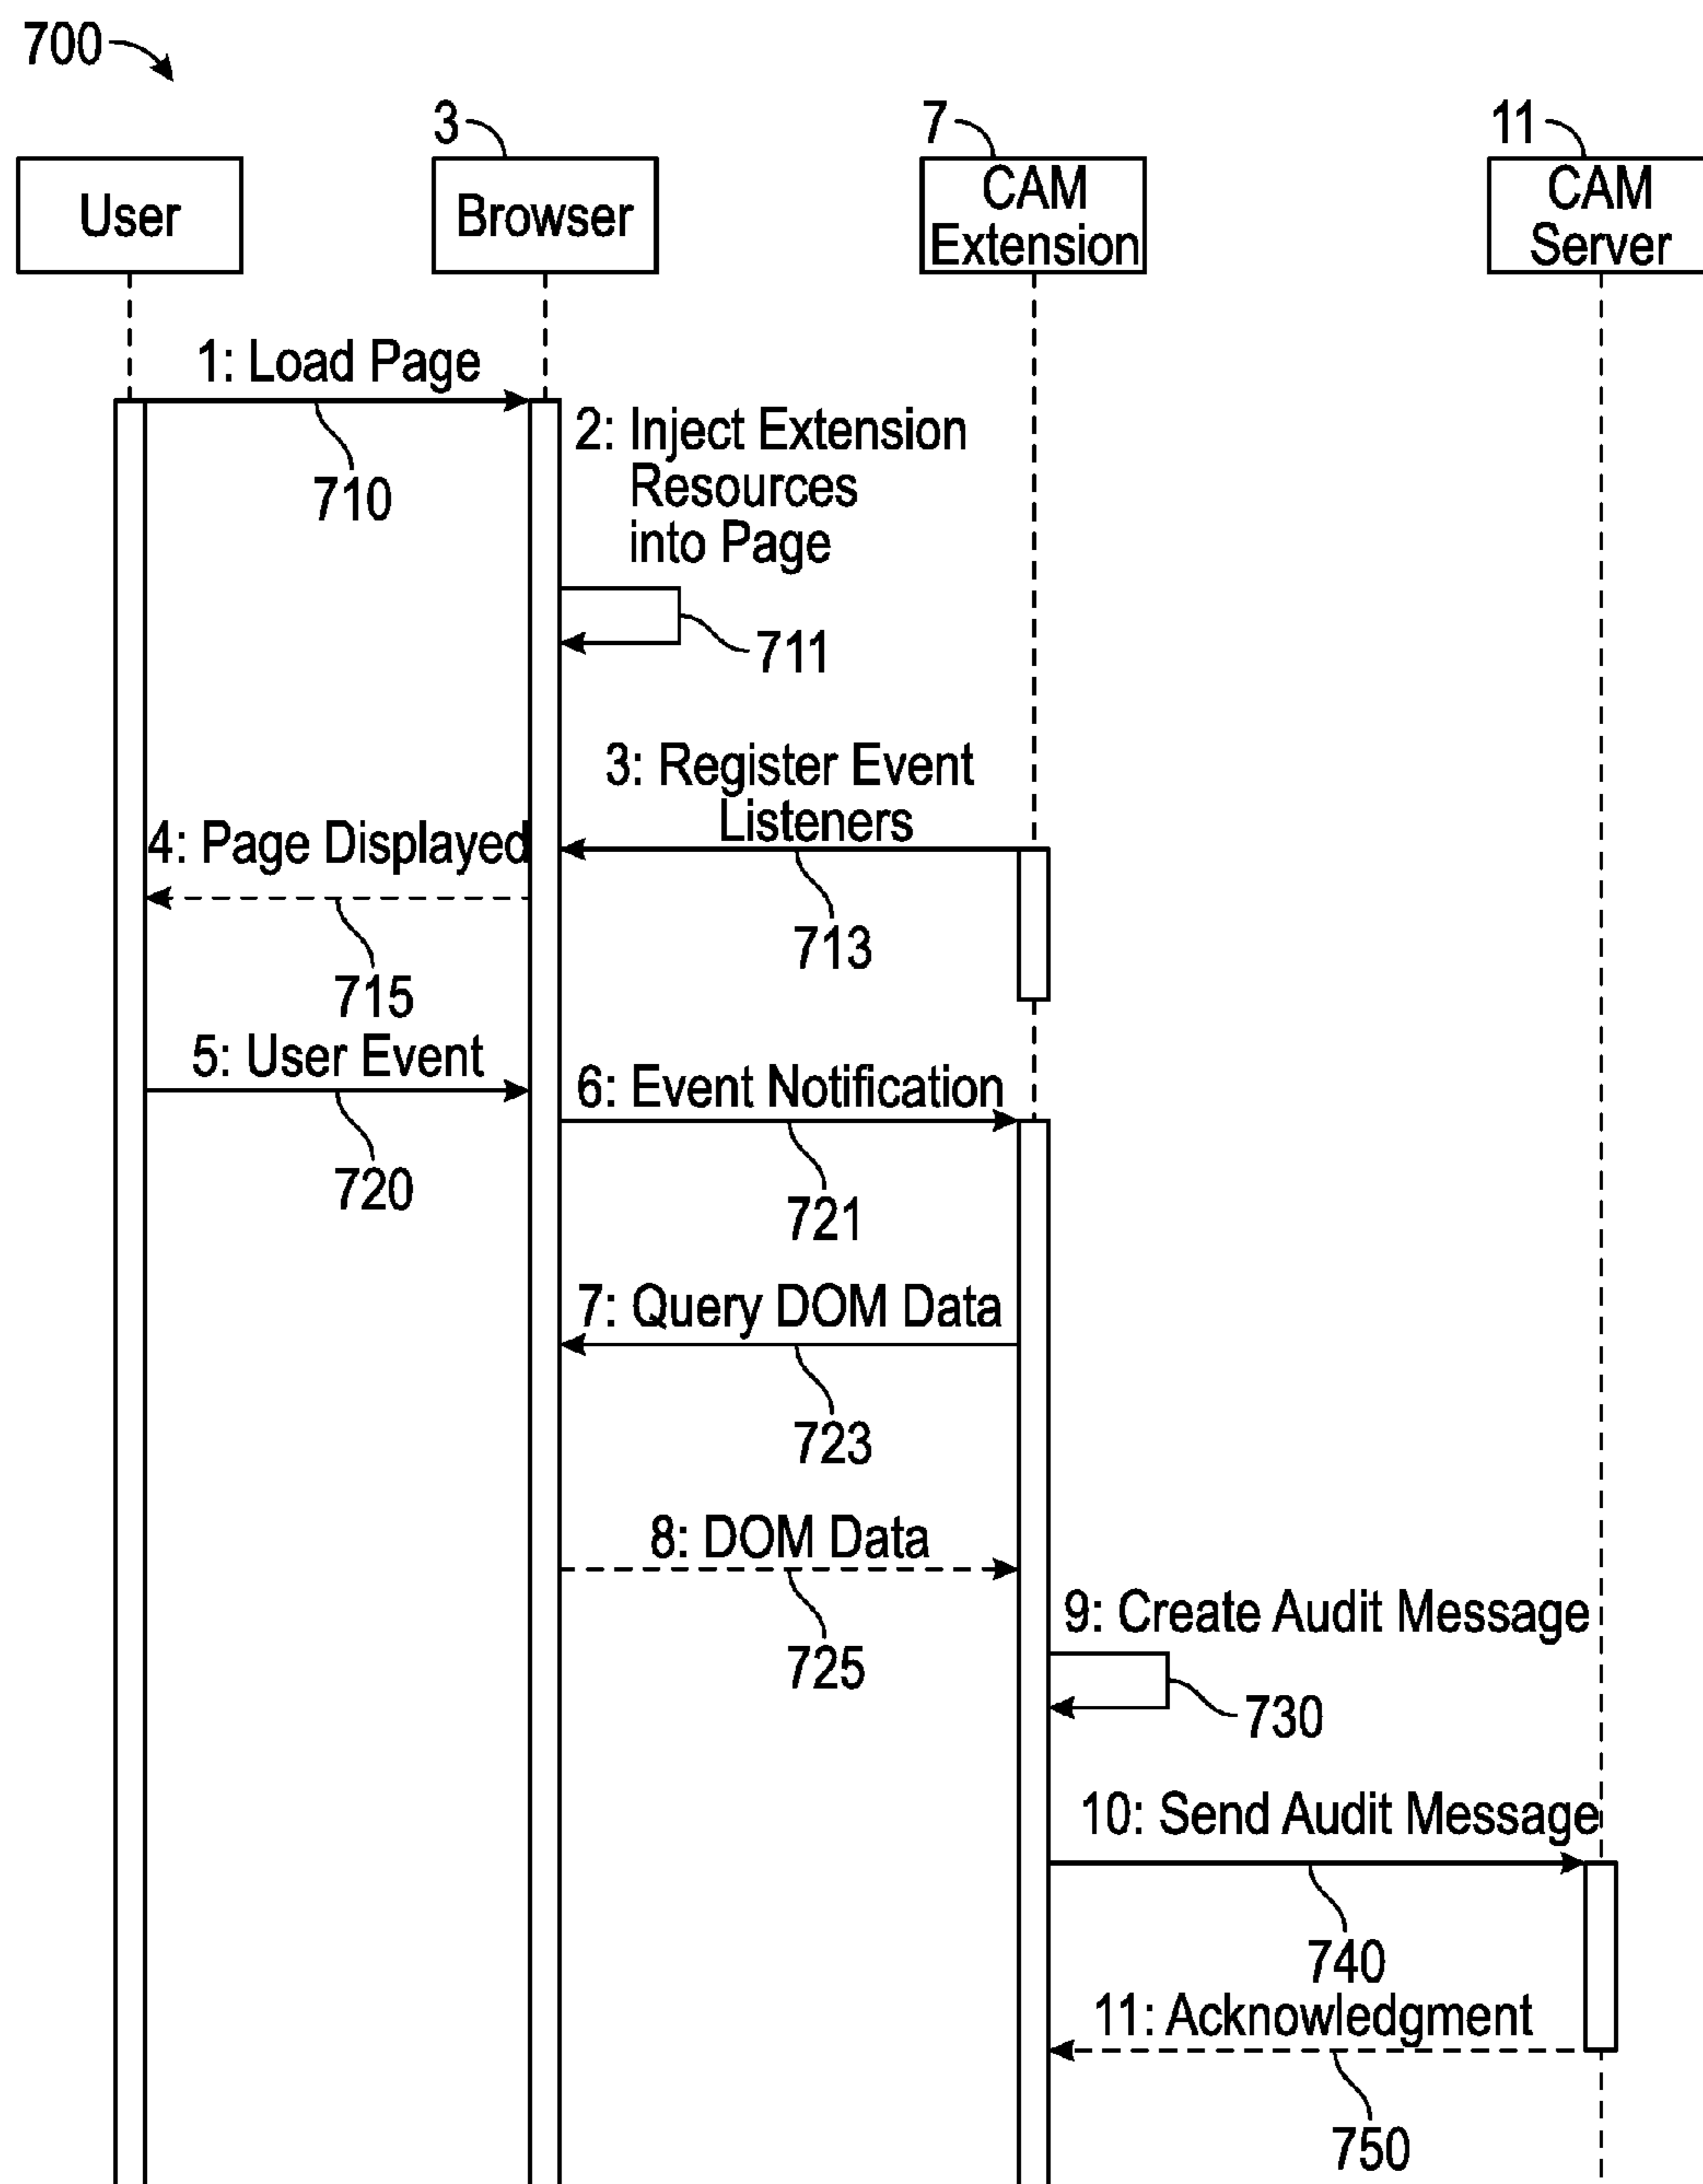 700
3
7
11
User
Browser
CAM
Extension
CAM
Server
1: Load Page
710
2: Inject Extension
Resources
into Page
711
3: Register Event
Listeners
713
4: Page Displayed
715
5: User Event
720
6: Event Notification
721
7: Query DOM Data
723
8: DOM Data
725
9: Create Audit Message
730
10: Send Audit Message
740
11: Acknowledgment
750